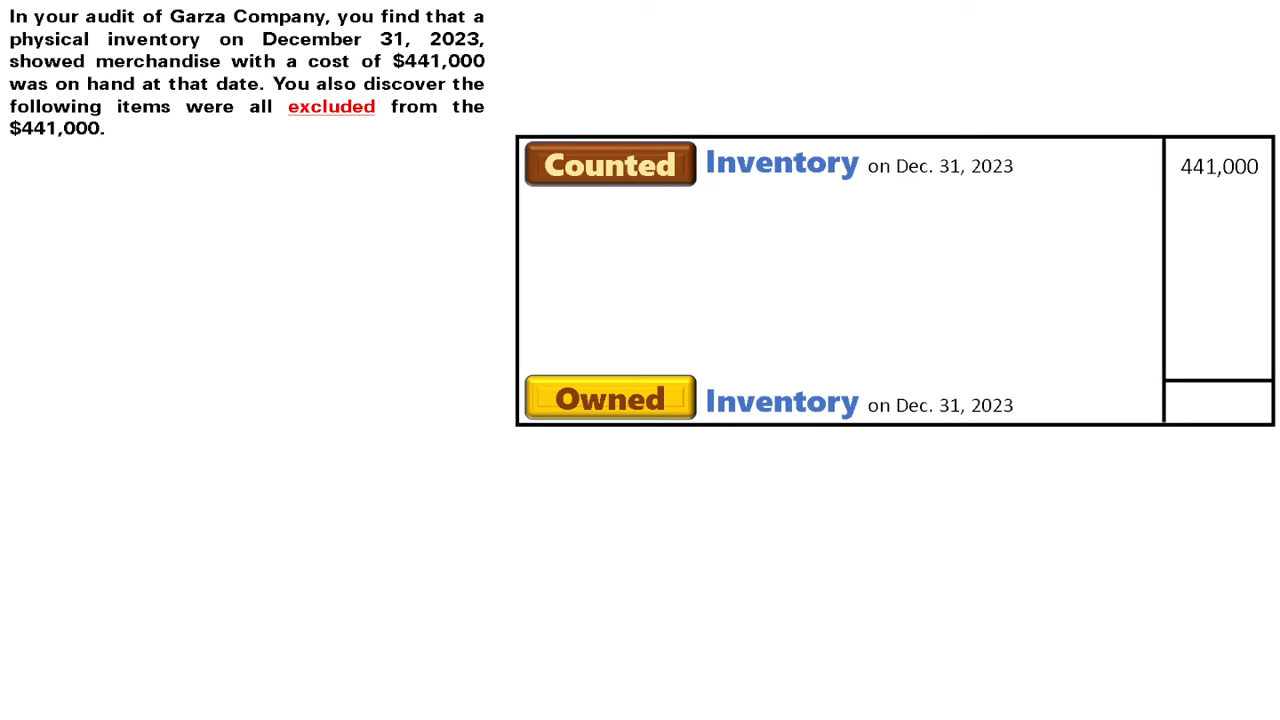 In your audit of Garza Company, you find that a
physical inventory on December 31, 2023,
showed merchandise with a cost of $441,000
was on hand at that date. You also discover the
following items were all excluded from the
$441,000.
Counted Inventory on Dec. 31, 2023 441,000
Owned Inventory on Dec. 31, 2023